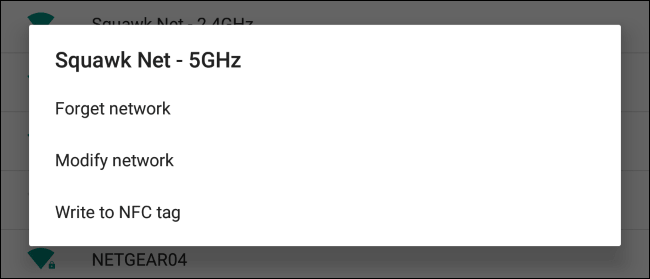 Squawk Net - 2.4GHz
Squawk Net - 5GHz
Forget network
Modify network
Write to NFC tag
NETGEAR04